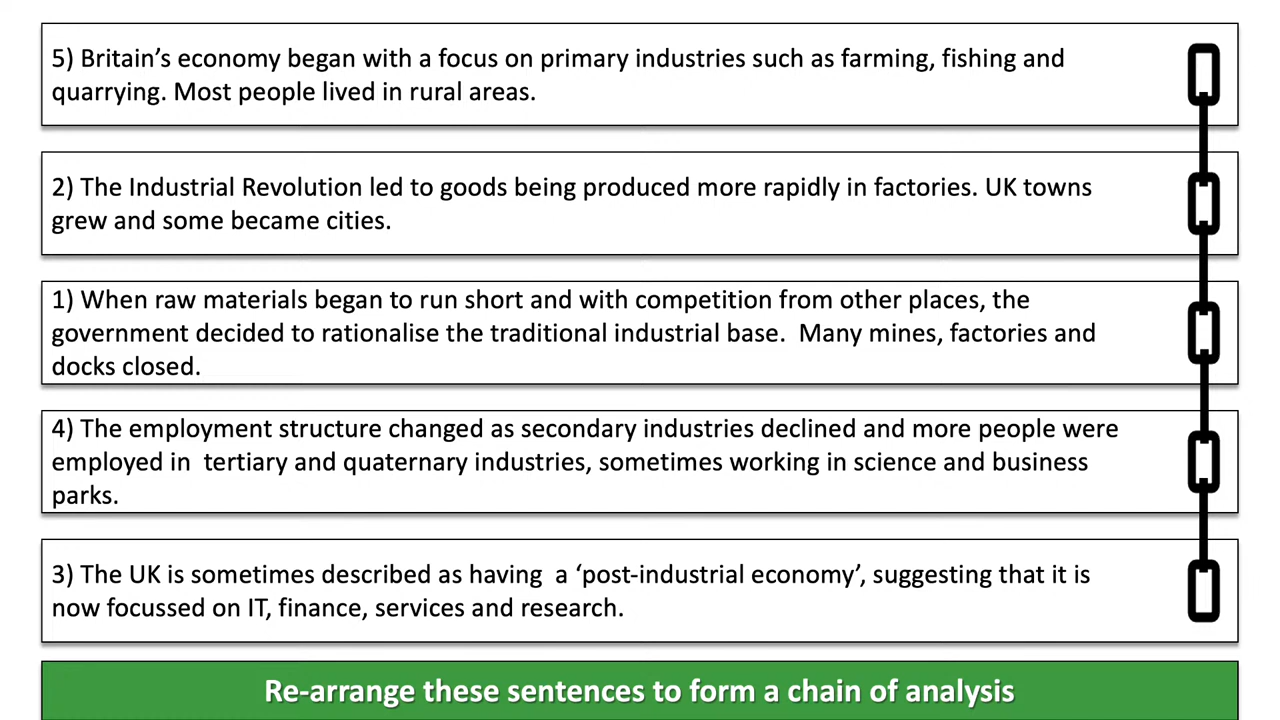 5) Britain’s economy began with a focus on primary industries such as farming, fishing and
quarrying. Most people lived in rural areas.
2) The Industrial Revolution led to goods being produced more rapidly in factories. UK towns
grew and some became cities.
1) When raw materials began to run short and with competition from other places, the
government decided to rationalise the traditional industrial base.  Many mines, factories and
docks closed.
4) The employment structure changed as secondary industries declined and more people were
employed in  tertiary and quaternary industries, sometimes working in science and business
parks.
3) The UK is sometimes described as having  a ‘post-industrial economy’, suggesting that it is
now focussed on IT, finance, services and research.
Re-arrange these sentences to form a chain of analysis